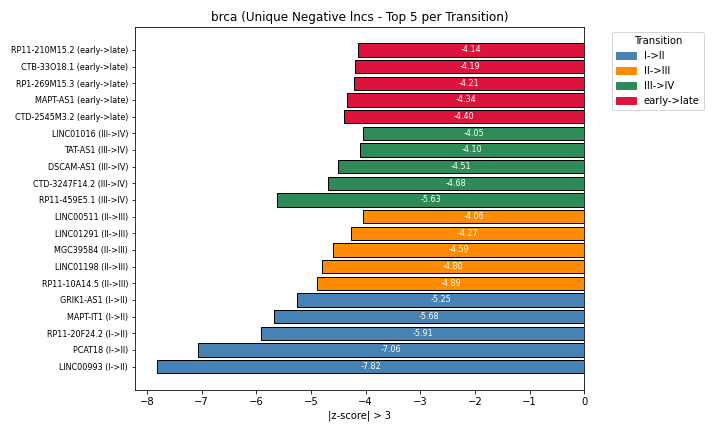 brca (Unique Negative lncs - Top 5 per Transition)
RP11-210M15.2 (early->late)
-4.14
CTB-33O18.1 (early->late)
-4.19
RP1-269M15.3 (early->late)
-4.21
MAPT-AS1 (early->late)
-4.34
CTD-2545M3.2 (early->late)
-4.40
LINC01016 (III->IV)
-4.05
TAT-AS1 (III->IV)
-4.10
DSCAM-AS1 (III->IV)
-4.51
CTD-3247F14.2 (III->IV)
-4.68
RP11-459E5.1 (III->IV)
-5.63
LINC00511 (II->III)
-4.06
LINC01291 (II->III)
-4.27
MGC39584 (II->III)
-4.59
LINC01198 (II->III)
-4.80
RP11-10A14.5 (II->III)
-4.89
GRIK1-AS1 (I->II)
-5.25
MAPT-IT1 (I->II)
-5.68
RP11-20F24.2 (I->II)
-5.91
PCAT18 (I->II)
-7.06
LINC00993 (I->II)
-7.82
−8 −7 −6 −5 −4 −3 −2 −1 0
|z-score| > 3
Transition
I->II
II->III
III->IV
early->late